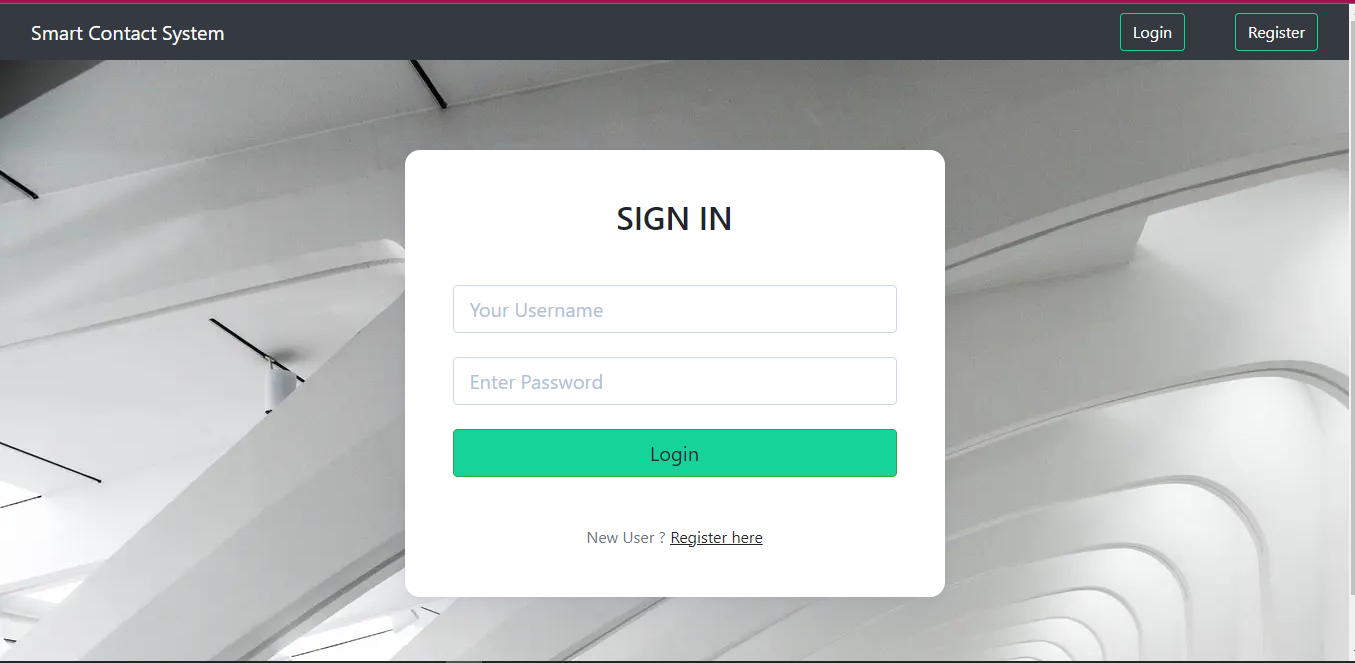 Smart Contact System
Login
Register
SIGN IN
Your Username
Enter Password
Login
New User ? Register here